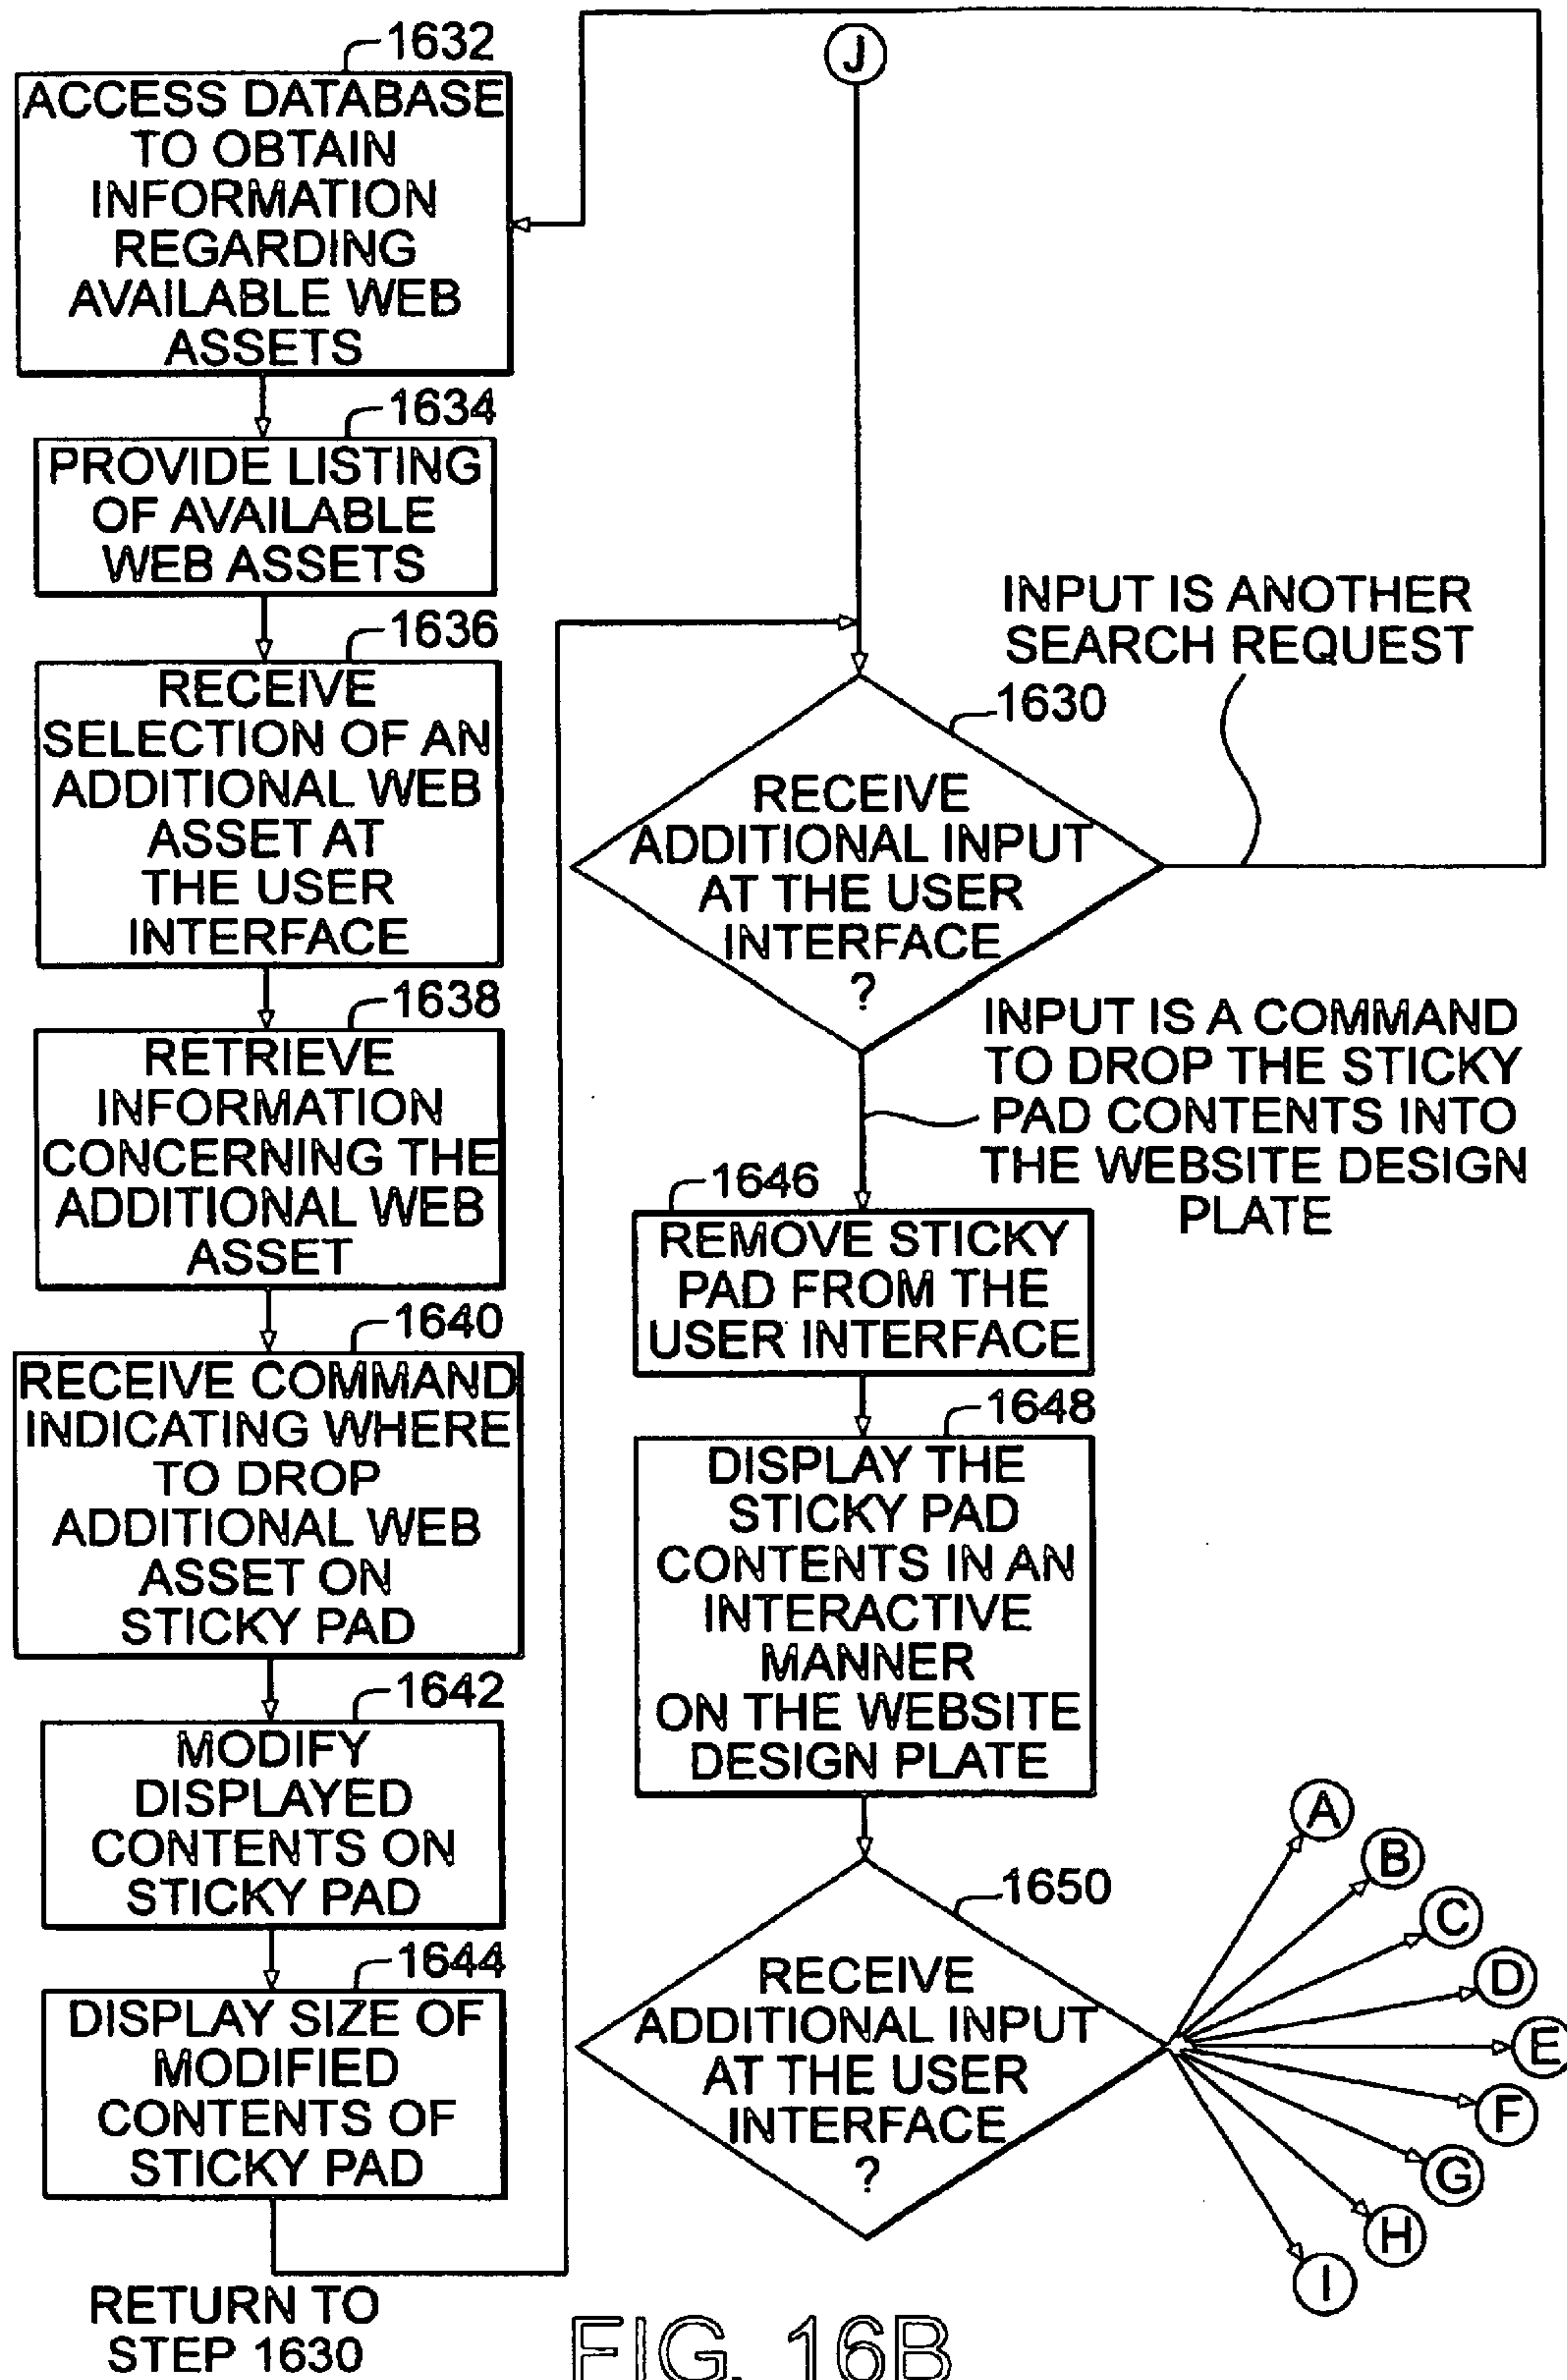 1632
ACCESS DATABASE
TO OBTAIN
INFORMATION
REGARDING
AVAILABLE WEB
ASSETS
1634
PROVIDE LISTING
OF AVAILABLE
WEB ASSETS
1636
RECEIVE
SELECTION OF AN
ADDITIONAL WEB
ASSET AT
THE USER
INTERFACE
1638
RETRIEVE
INFORMATION
CONCERNING THE
ADDITIONAL WEB
ASSET
1640
RECEIVE COMMAND
INDICATING WHERE
TO DROP
ADDITIONAL WEB
ASSET ON
STICKY PAD
1642
MODIFY
DISPLAYED
CONTENTS ON
STICKY PAD
1644
DISPLAY SIZE OF
MODIFIED
CONTENTS OF
STICKY PAD
RETURN TO
STEP 1630
J
INPUT IS ANOTHER
SEARCH REQUEST
1630
RECEIVE
ADDITIONAL INPUT
AT THE USER
INTERFACE
?
INPUT IS A COMMAND
TO DROP THE STICKY
PAD CONTENTS INTO
THE WEBSITE DESIGN
PLATE
1646
REMOVE STICKY
PAD FROM THE
USER INTERFACE
1648
DISPLAY THE
STICKY PAD
CONTENTS IN AN
INTERACTIVE
MANNER
ON THE WEBSITE
DESIGN PLATE
1650
RECEIVE
ADDITIONAL INPUT
AT THE USER
INTERFACE
?
A
B
C
D
E
F
G
H
I
FIG. 16B